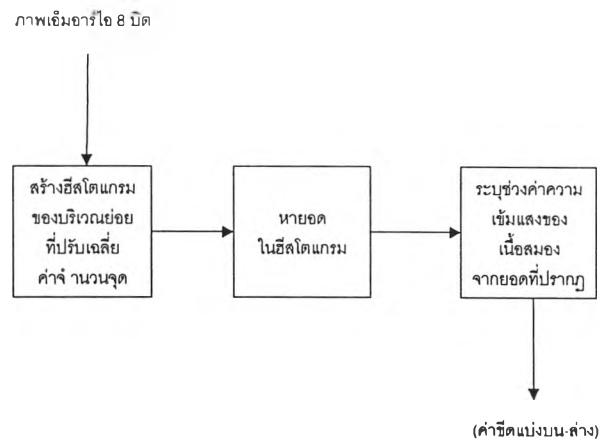 ภาพเอ็มอาร์ไอ 8 บิต
สร้างฮีสโตแกรม
ของบริเวณย่อย
ที่ปรับเฉลี่ย
ค่าจำนวนจุด
หายอด
ในฮีสโตแกรม
ระบุช่วงค่าความ
เข้มแสงของ
เนื้อสมอง
จากยอดที่ปรากฏ
(ค่าขีดแบ่งบน-ล่าง)